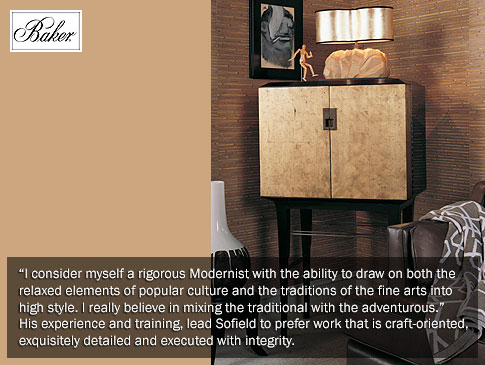 Baker.
“I consider myself a rigorous Modernist with the ability to draw on both the
relaxed elements of popular culture and the traditions of the fine arts into
high style. I really believe in mixing the traditional with the adventurous.”
His experience and training, lead Sofield to prefer work that is craft-oriented,
exquisitely detailed and executed with integrity.